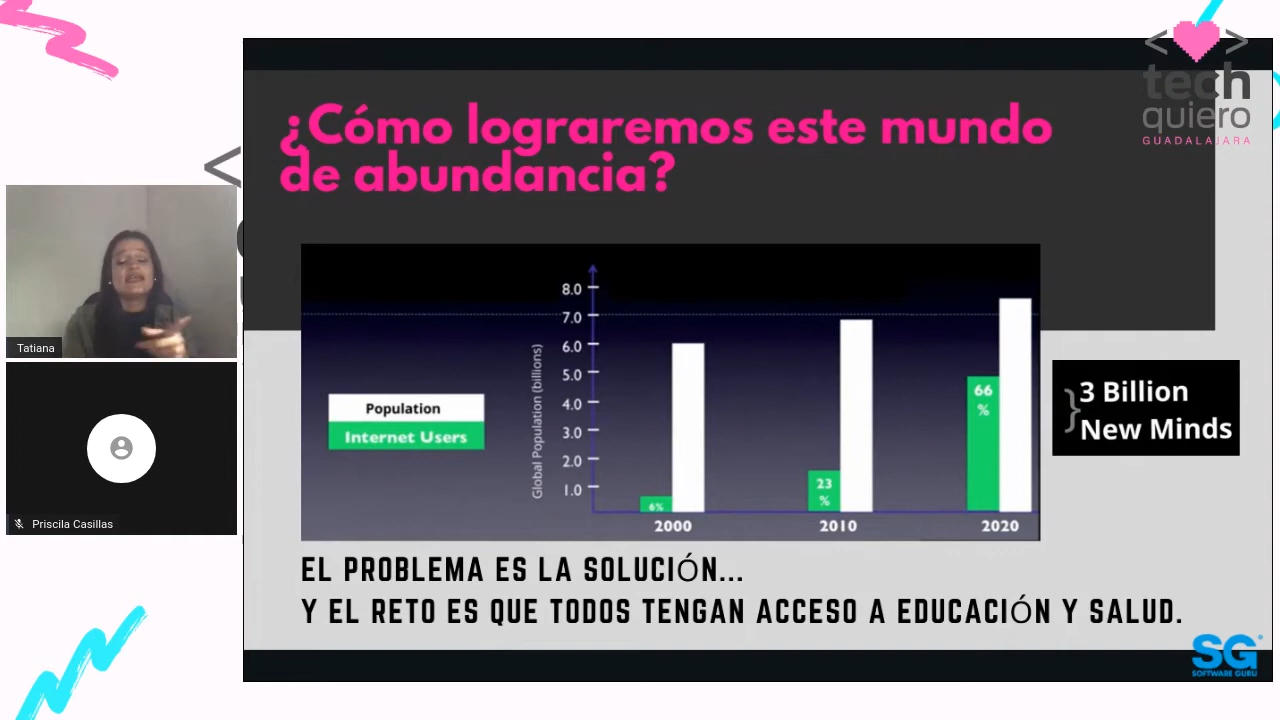 ¿Cómo lograremos este mundo
de abundancia?
< >
tech
quiero
GUADALAJARA
<
Tatiana
Priscila Casillas
Population
Internet Users
Global Population (billions)
8.0
7.0
6.0
5.0
4.0
3.0
2.0
1.0
6%
23
%
66
%
2000
2010
2020
} 3 Billion
New Minds
EL PROBLEMA ES LA SOLUCIÓN...
Y EL RETO ES QUE TODOS TENGAN ACCESO A EDUCACIÓN Y SALUD.
SG
SOFTWARE GURU